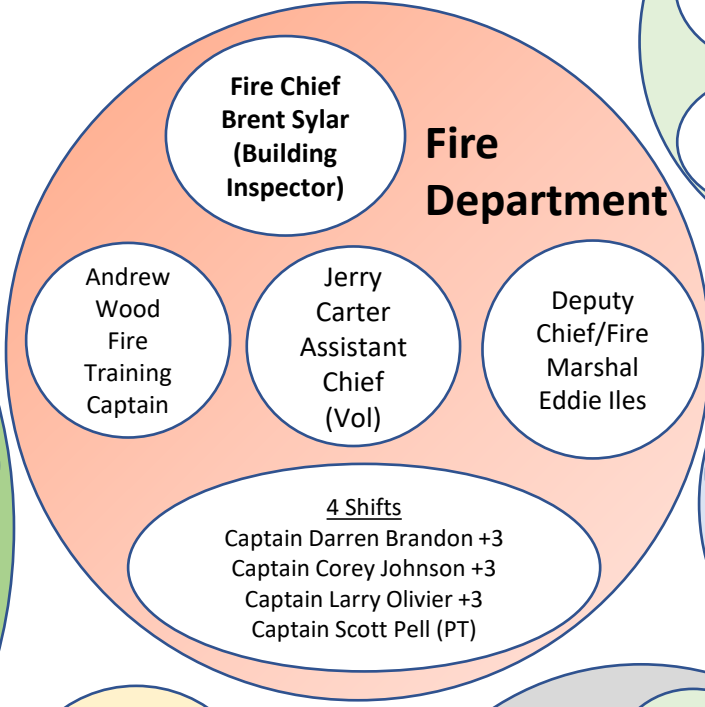 Fire Chief
Brent Sylar
(Building
Inspector)
Fire
Department
Andrew
Wood
Fire
Training
Captain
Jerry
Carter
Assistant
Chief
(Vol)
Deputy
Chief/Fire
Marshal
Eddie Iles
4 Shifts
Captain Darren Brandon +3
Captain Corey Johnson +3
Captain Larry Olivier +3
Captain Scott Pell (PT)